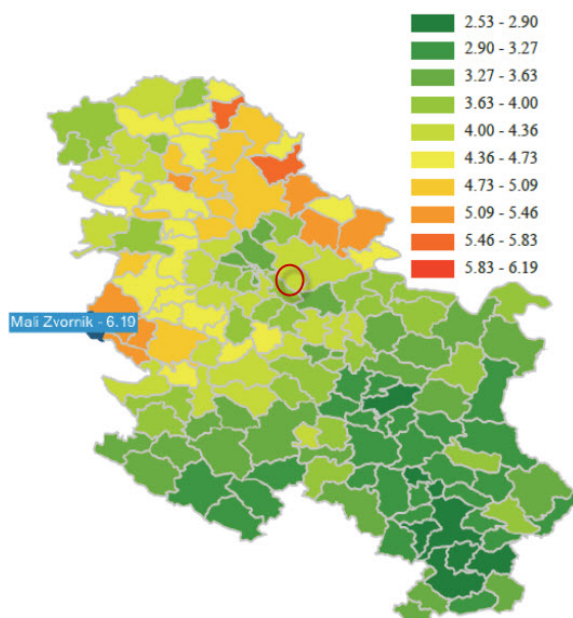 2.53 - 2.90
2.90 - 3.27
3.27 - 3.63
3.63 - 4.00
4.00 - 4.36
4.36 - 4.73
4.73 - 5.09
5.09 - 5.46
5.46 - 5.83
5.83 - 6.19
Mali Zvornik - 6.19